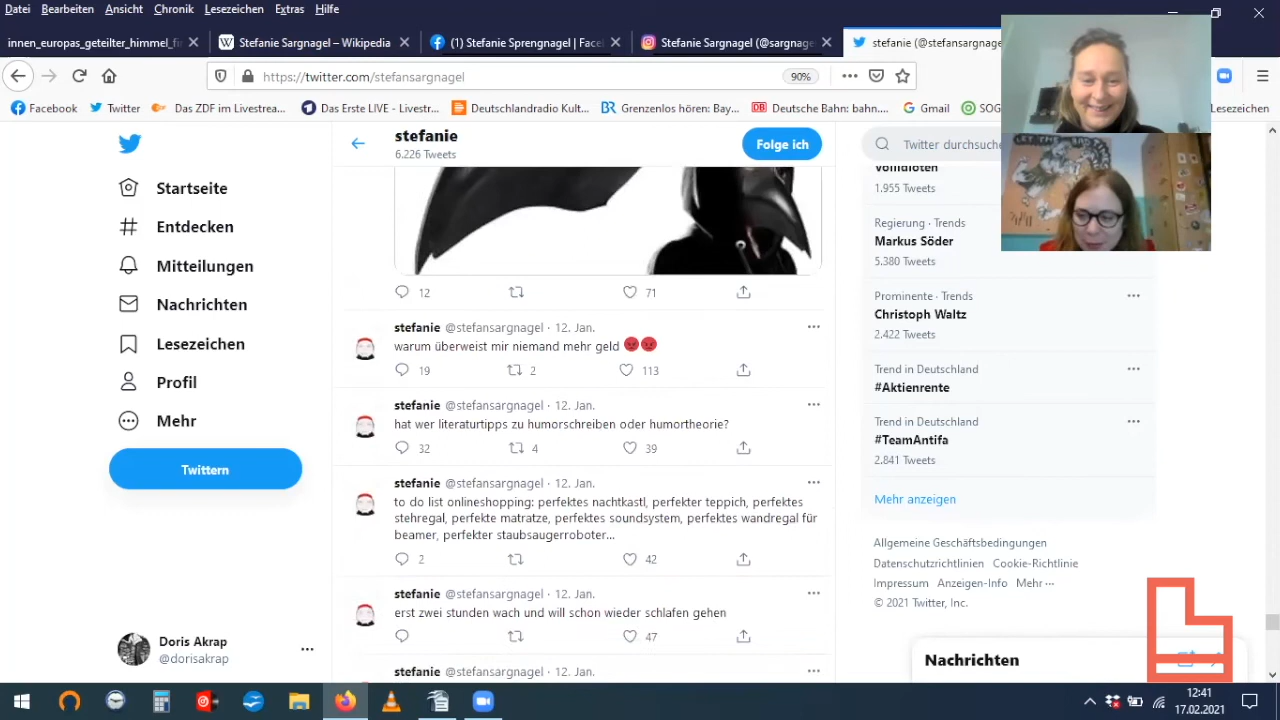 Datei Bearbeiten Ansicht Chronik Lesezeichen Extras Hilfe
innen_europas_geteilter_himmel_fi
Stefanie Sargnagel – Wikipedia
(1) Stefanie Sprengnagel | Facel
Stefanie Sargnagel (@sargnage
stefanie (@stefansargna
https://twitter.com/stefansargnagel
90%
Facebook
Twitter
Das ZDF im Livestrea...
Das Erste LIVE - Livestr...
Deutschlandradio Kult...
Grenzenlos hören: Bay...
Deutsche Bahn: bahn....
Gmail
SOG
Lesezeichen
stefanie
6.226 Tweets
Folge ich
Twitter durchsuche
Startseite
Entdecken
Mitteilungen
Nachrichten
Lesezeichen
Profil
Mehr
Twittern
Doris Akrap
@dorisakrap
12 71
stefanie @stefansargnagel · 12. Jan.
warum überweist mir niemand mehr geld
19 2 113
stefanie @stefansargnagel · 12. Jan.
hat wer literaturtipps zu humorschreiben oder humortheorie?
32 4 39
stefanie @stefansargnagel · 12. Jan.
to do list onlineshopping: perfektes nachtkastl, perfekter teppich, perfektes
stehregal, perfekte matratze, perfektes soundsystem, perfektes wandregal für
beamer, perfekter staubsaugerroboter...
2 42
stefanie @stefansargnagel · 12. Jan.
erst zwei stunden wach und will schon wieder schlafen gehen
47
stefanie @stefansargnagel · 12. Jan.
Vollidioten
1.955 Tweets
Regierung · Trends
Markus Söder
5.380 Tweets
Prominente · Trends
Christoph Waltz
2.422 Tweets
Trend in Deutschland
#Aktienrente
Trend in Deutschland
#TeamAntifa
2.841 Tweets
Mehr anzeigen
Allgemeine Geschäftsbedingungen
Datenschutzrichtlinien Cookie-Richtlinie
Impressum Anzeigen-Info Mehr ···
© 2021 Twitter, Inc.
Nachrichten
12:41
17.02.2021